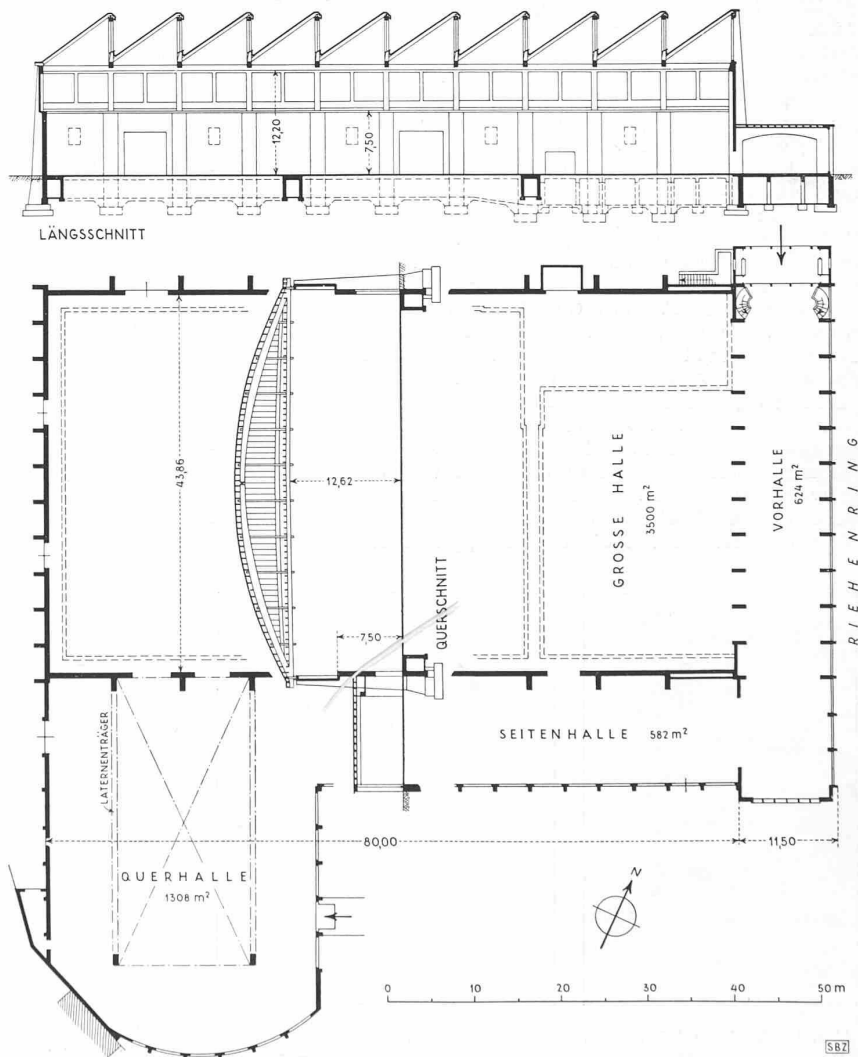 12,20
7,50
LÄNGSSCHNITT
43,86
12,62
7,50
QUERSCHNITT
GROSSE HALLE
3500 m²
VORHALLE
624 m²
RIEHENRING
SEITENHALLE 582 m²
LATERNENTRÄGER
80,00
11,50
QUERHALLE
1308 m²
N
0 10 20 30 40 50 m
SBZ